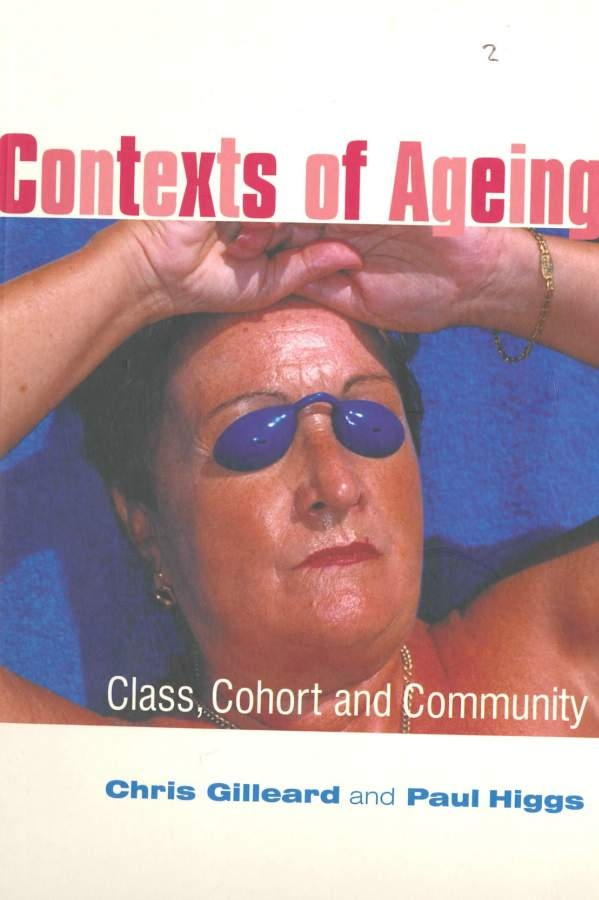 2
Contexts of Ageing
Class, Cohort and Community
Chris Gilleard and Paul Higgs